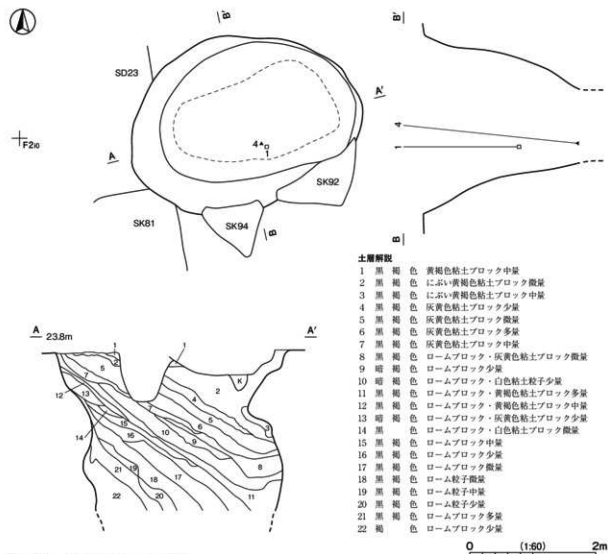 B'
SD23
A'
F2i0
4
1
A
SK92
SK81
SK94
B
B'
4
1
B
土層解説
1 黒褐色 黄褐色粘土ブロック中量
2 黒褐色 にぶい黄褐色粘土ブロック微量
3 黒褐色 にぶい黄褐色粘土ブロック中量
4 黒褐色 灰黄色粘土ブロック少量
5 黒褐色 灰黄色粘土ブロック微量
6 黒褐色 灰黄色粘土ブロック多量
7 黒褐色 灰黄色粘土ブロック中量
8 黒褐色 ロームブロック・灰黄色粘土ブロック微量
9 暗褐色 ロームブロック少量
10 暗褐色 ロームブロック・白色粘土粒子少量
11 黒褐色 ロームブロック・黄褐色粘土ブロック多量
12 黒褐色 ロームブロック・黄褐色粘土ブロック中量
13 暗褐色 ロームブロック・灰黄色粘土ブロック少量
14 黒色 ロームブロック・白色粘土ブロック微量
15 黒褐色 ロームブロック中量
16 黒褐色 ロームブロック少量
17 黒褐色 ロームブロック微量
18 黒褐色 ローム粒子微量
19 黒褐色 ローム粒子中量
20 黒褐色 ローム粒子少量
21 黒褐色 ロームブロック多量
22 褐色 ロームブロック少量
A 23.8m
A'
1
1
2
5
7
2
K
4
12
13
7
5
6
3
15
10
9
14
16
8
21
19
18
17
11
22
20
0 (1:60) 2m